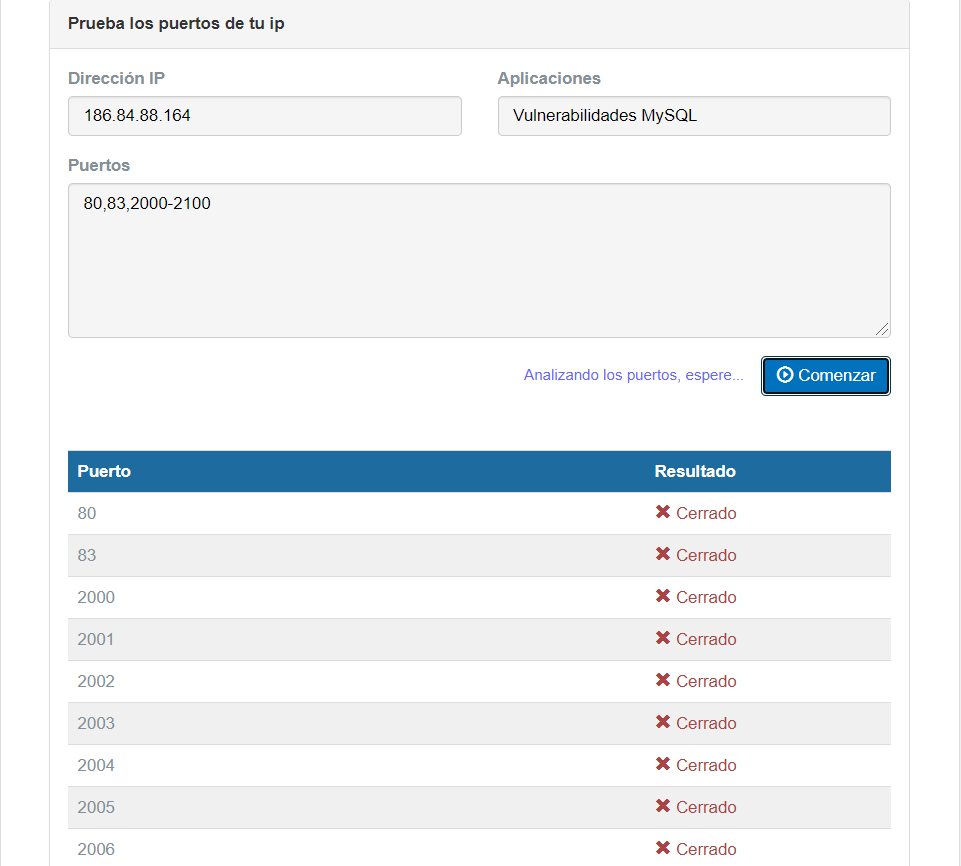 Prueba los puertos de tu ip
Dirección IP Aplicaciones
186.84.88.164 Vulnerabilidades MySQL
Puertos
80,83,2000-2100
Analizando los puertos, espere... Comenzar
Puerto Resultado
80 Cerrado
83 Cerrado
2000 Cerrado
2001 Cerrado
2002 Cerrado
2003 Cerrado
2004 Cerrado
2005 Cerrado
2006 Cerrado